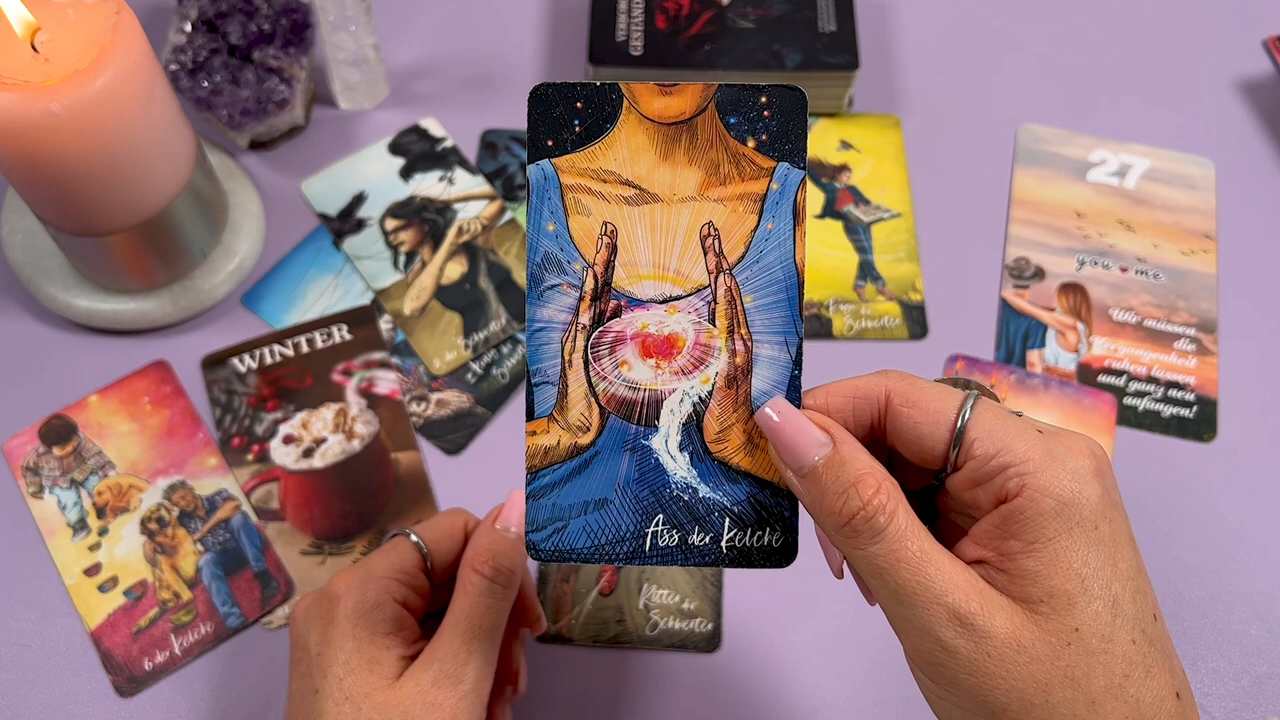 27
you me
Wir müssen
die
Vergangenheit
ruhen lassen
und ganz neu
anfangen!
WINTER
Ass der Kelche
6 der Kelche
Ritter der
Schwerter
der
Schwerter